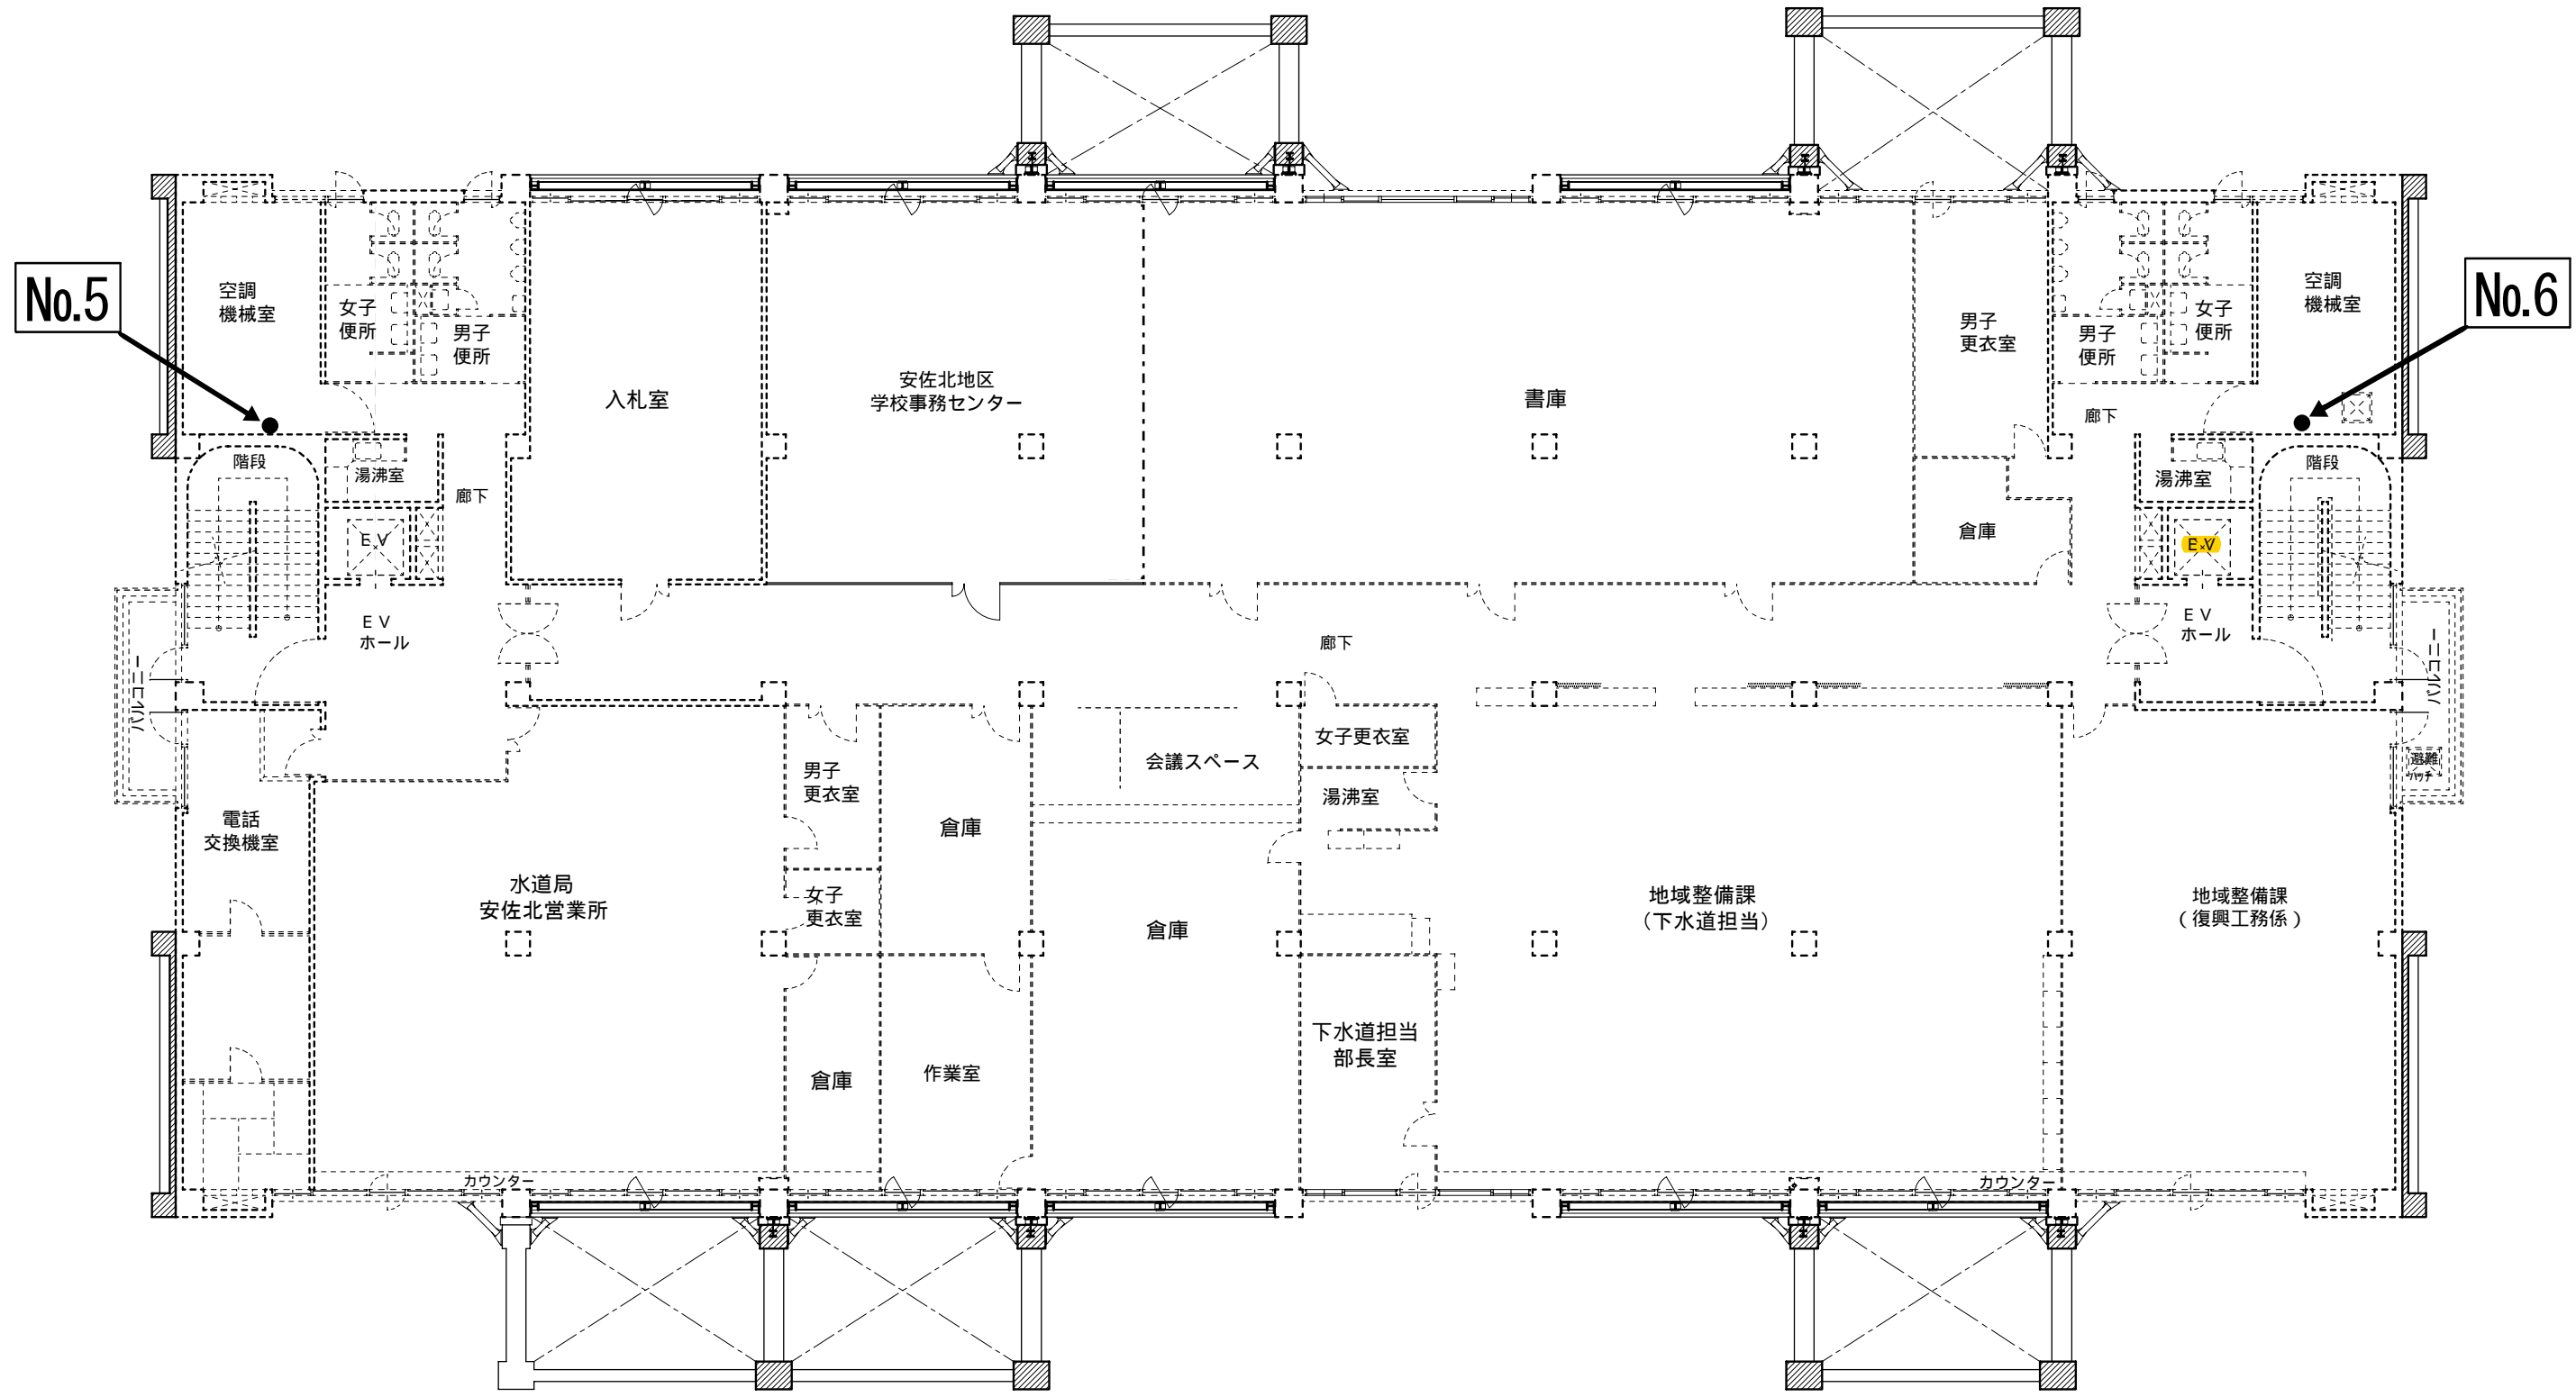 №.5
№.6
空調
機械室
女子
便所
男子
便所
入札室
安佐北地区
学校事務センター
書庫
男子
更衣室
男子
便所
女子
便所
空調
機械室
廊下
階段
湯沸室
廊下
EV
倉庫
湯沸室
階段
EV
EV
ホール
廊下
EV
ホール
バルコニー
バルコニー
電話
交換機室
水道局
安佐北営業所
男子
更衣室
女子
更衣室
倉庫
倉庫
作業室
会議スペース
倉庫
女子更衣室
湯沸室
下水道担当
部長室
地域整備課
（下水道担当）
地域整備課
（復興工務係）
避難
ハッチ
カウンター
カウンター